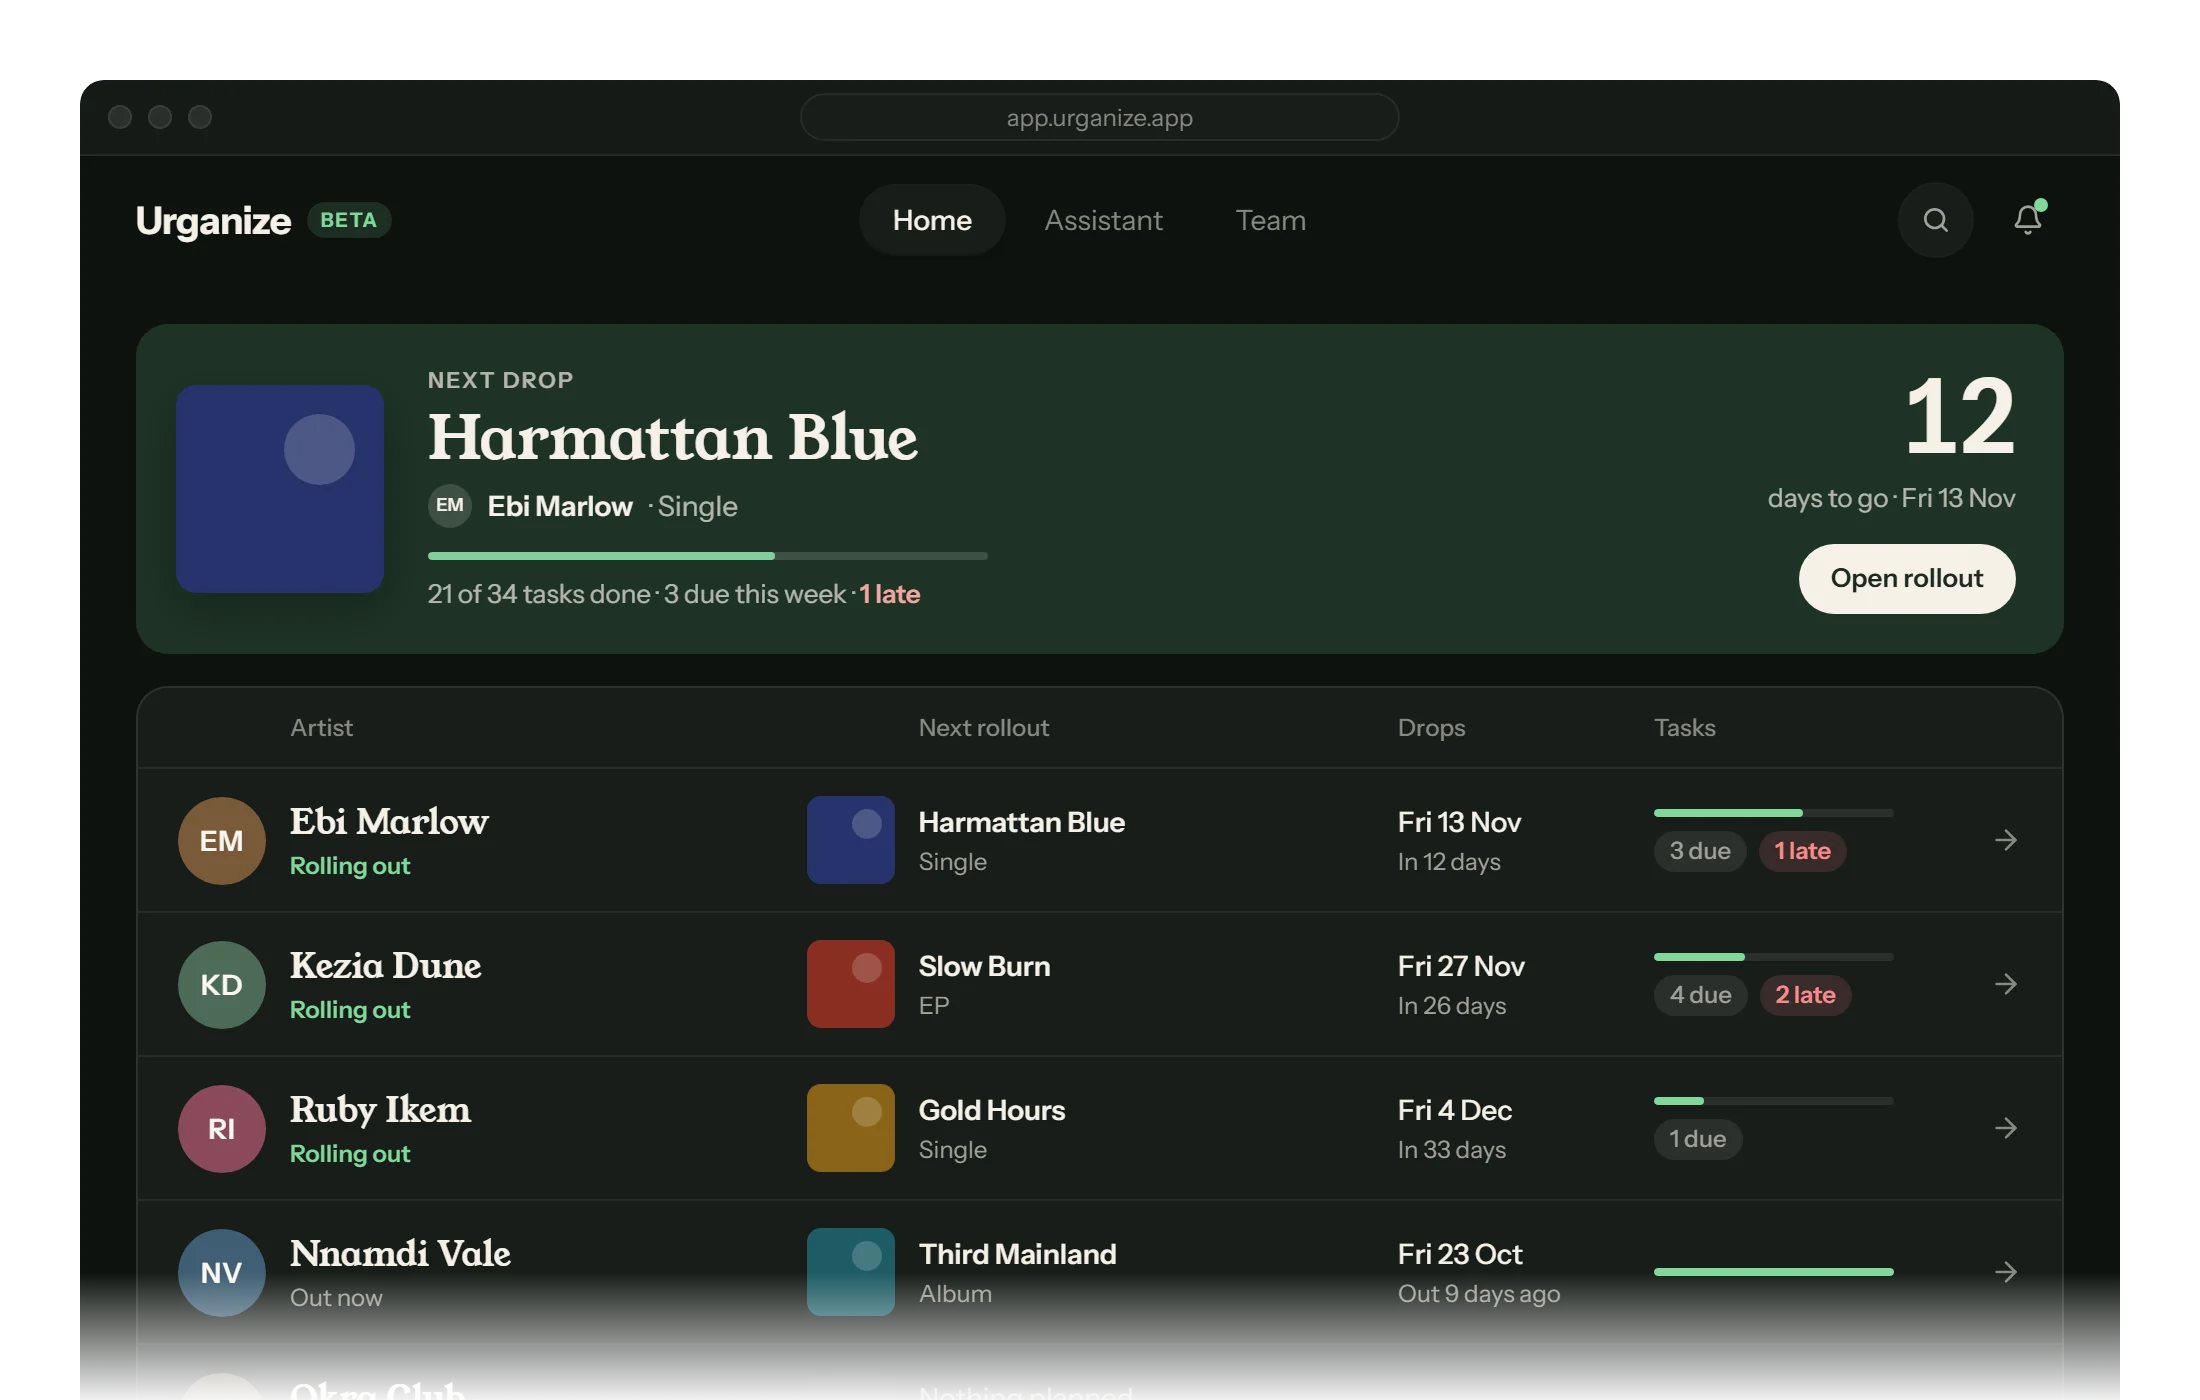 app.urganize.app
Urganize BETA
Home Assistant Team
NEXT DROP
Harmattan Blue
EM Ebi Marlow · Single
21 of 34 tasks done · 3 due this week · 1 late
12
days to go · Fri 13 Nov
Open rollout
Artist Next rollout Drops Tasks
EM Ebi Marlow Harmattan Blue Fri 13 Nov
Rolling out Single In 12 days 3 due 1 late
KD Kezia Dune Slow Burn Fri 27 Nov
Rolling out EP In 26 days 4 due 2 late
RI Ruby Ikem Gold Hours Fri 4 Dec
Rolling out Single In 33 days 1 due
NV Nnamdi Vale Third Mainland Fri 23 Oct
Out now Album Out 9 days ago
Okra Club Nothing planned